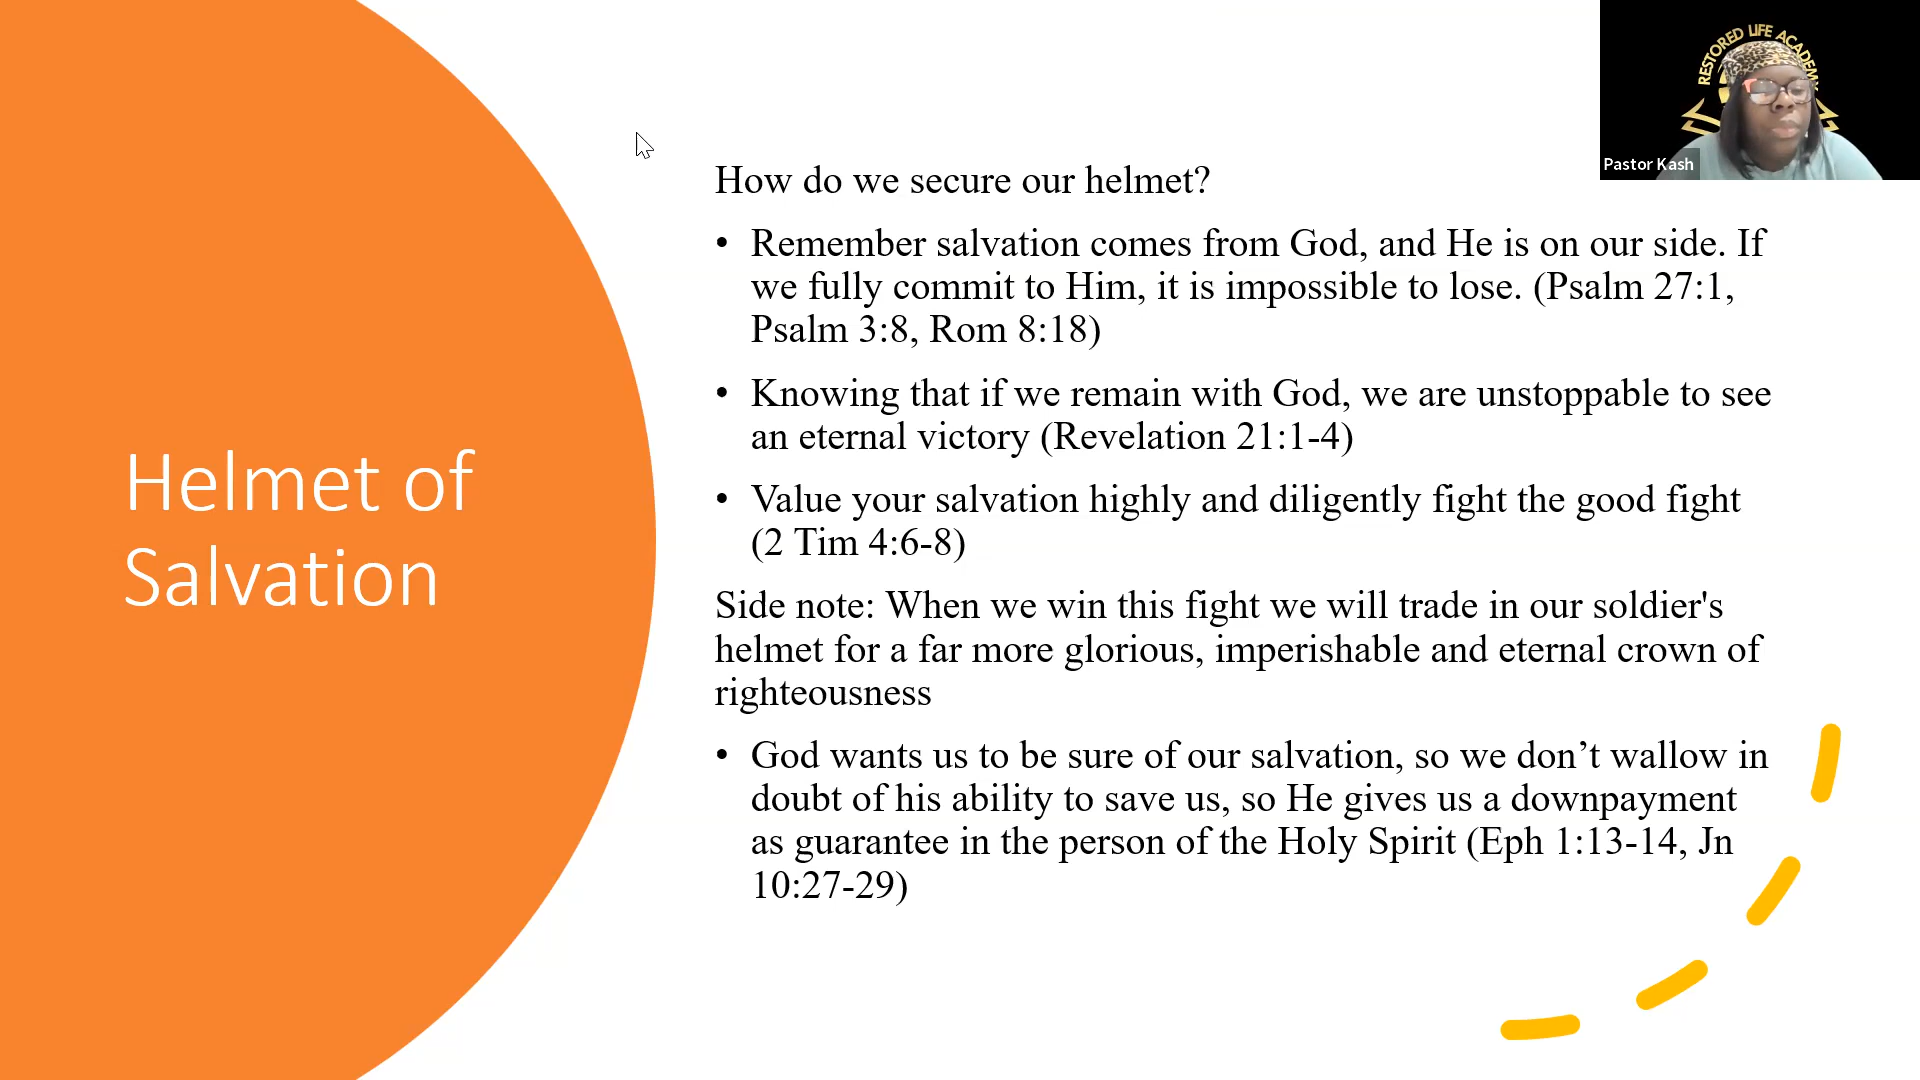 RESTORED LIFE ACADEMY
Pastor Kash
How do we secure our helmet?
• Remember salvation comes from God, and He is on our side. If
we fully commit to Him, it is impossible to lose. (Psalm 27:1,
Psalm 3:8, Rom 8:18)
• Knowing that if we remain with God, we are unstoppable to see
an eternal victory (Revelation 21:1-4)
• Value your salvation highly and diligently fight the good fight
(2 Tim 4:6-8)
Side note: When we win this fight we will trade in our soldier's
helmet for a far more glorious, imperishable and eternal crown of
righteousness
• God wants us to be sure of our salvation, so we don’t wallow in
doubt of his ability to save us, so He gives us a downpayment
as guarantee in the person of the Holy Spirit (Eph 1:13-14, Jn
10:27-29)
Helmet of
Salvation